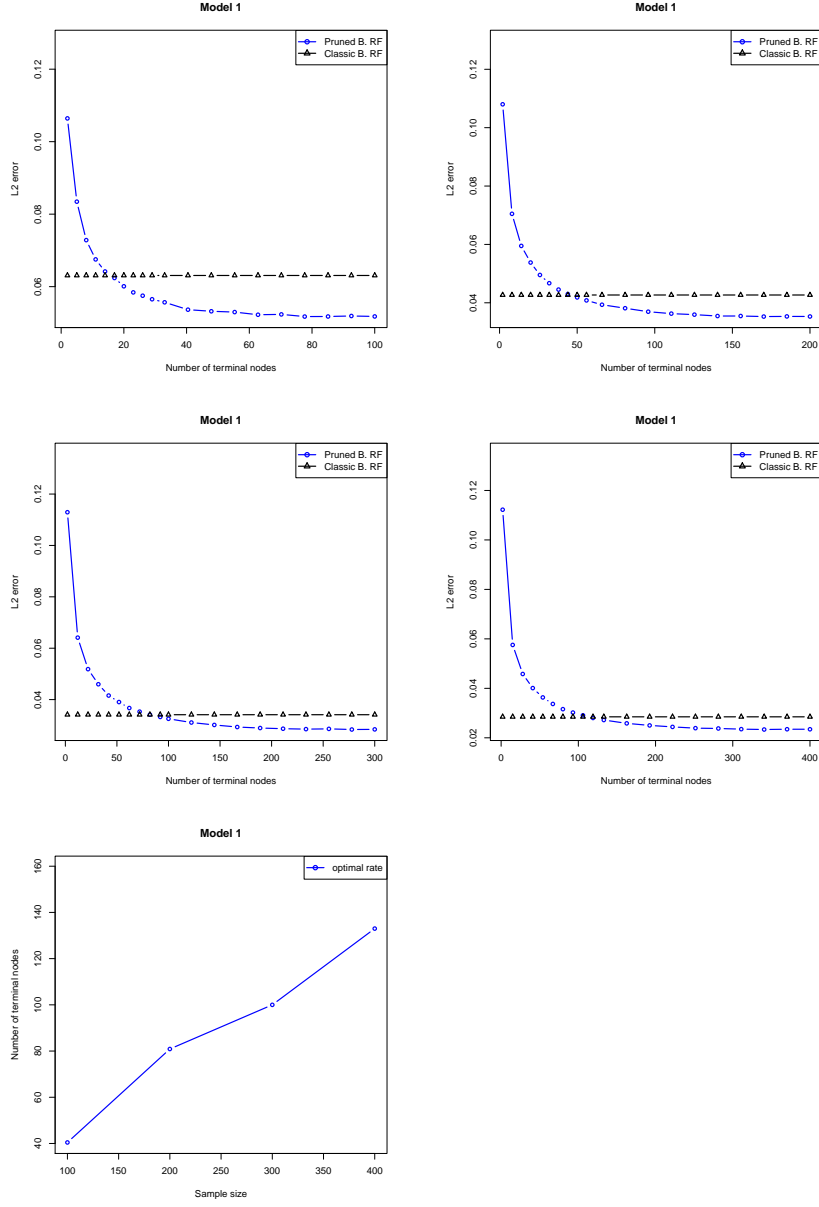 Model 1
Pruned B. RF
Classic B. RF
L2 error
0.12
0.10
0.08
0.06
0 20 40 60 80 100
Number of terminal nodes
Model 1
Pruned B. RF
Classic B. RF
L2 error
0.12
0.10
0.08
0.06
0.04
0 50 100 150 200
Number of terminal nodes
Model 1
Pruned B. RF
Classic B. RF
L2 error
0.12
0.10
0.08
0.06
0.04
0 50 100 150 200 250 300
Number of terminal nodes
Model 1
Pruned B. RF
Classic B. RF
L2 error
0.12
0.10
0.08
0.06
0.04
0.02
0 100 200 300 400
Number of terminal nodes
Model 1
optimal rate
Number of terminal nodes
160
140
120
100
80
60
40
100 150 200 250 300 350 400
Sample size